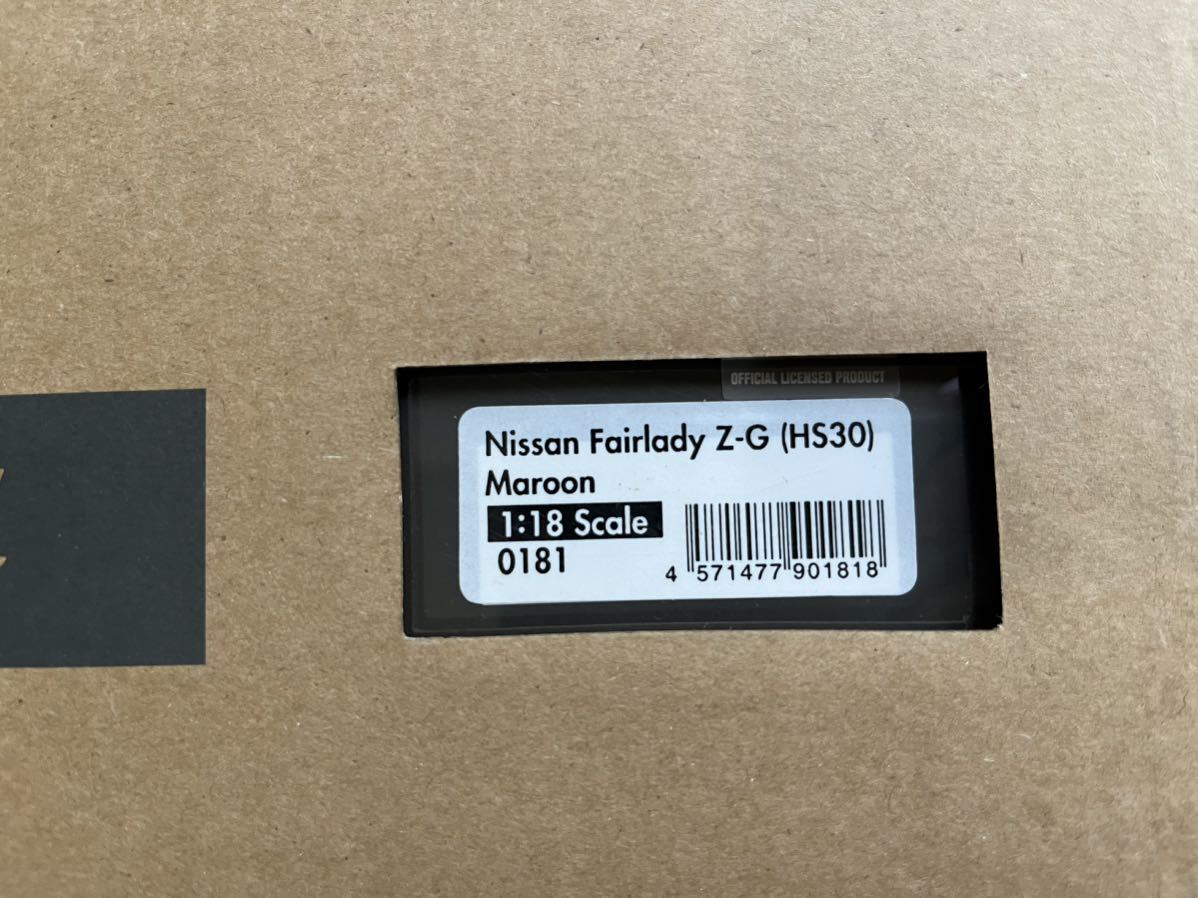 OFFICIAL LICENSED PRODUCT
Nissan Fairlady Z-G (HS30)
Maroon
1:18 Scale
0181
4 571477 901818